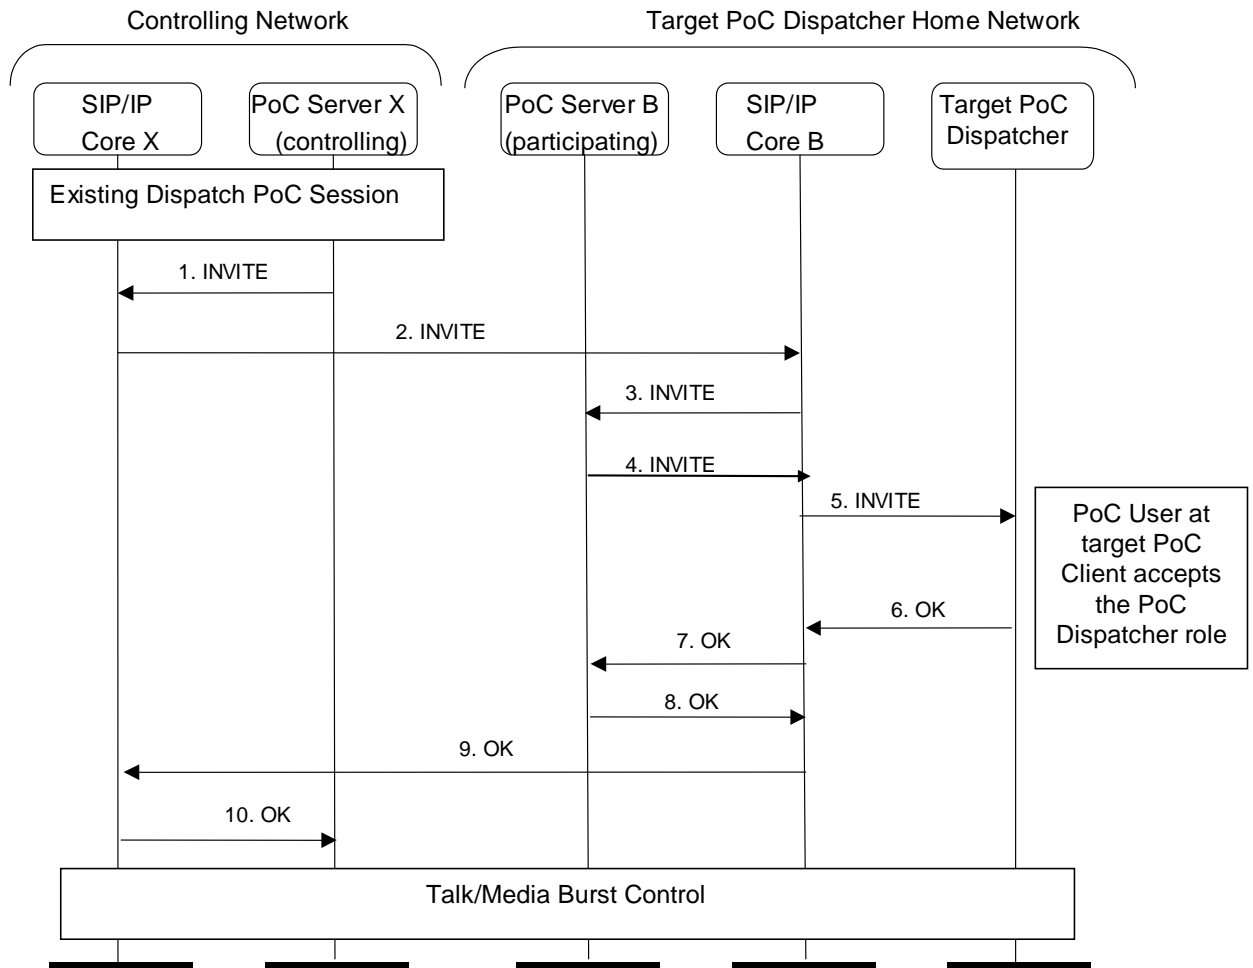 Controlling Network
Target PoC Dispatcher Home Network
SIP/IP
Core X
PoC Server X
(controlling)
PoC Server B
(participating)
SIP/IP
Core B
Target PoC
Dispatcher
Existing Dispatch PoC Session
1. INVITE
2. INVITE
3. INVITE
4. INVITE
5. INVITE
PoC User at
target PoC
Client accepts
the PoC
Dispatcher role
6. OK
7. OK
8. OK
9. OK
10. OK
Talk/Media Burst Control